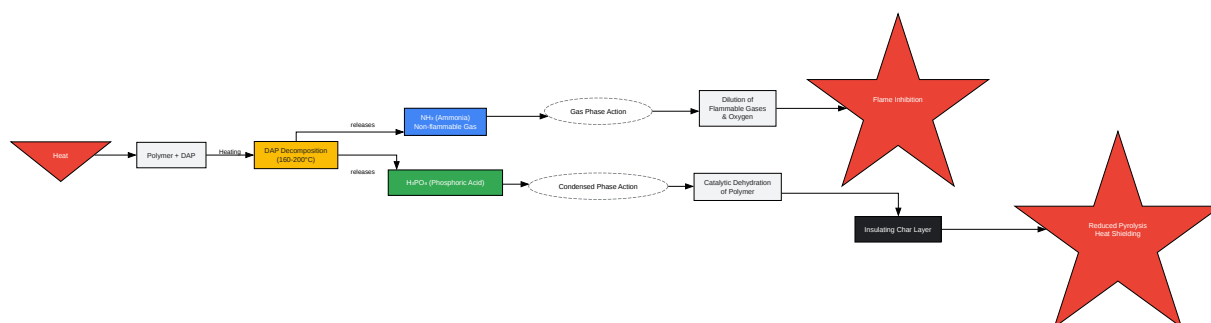 Heat
Polymer + DAP
Heating
DAP Decomposition
(160-200°C)
releases
NH₃ (Ammonia)
Non-flammable Gas
Gas Phase Action
Dilution of
Flammable Gases
& Oxygen
Flame Inhibition
releases
H₃PO₄ (Phosphoric Acid)
Condensed Phase Action
Catalytic Dehydration
of Polymer
Insulating Char Layer
Reduced Pyrolysis
Heat Shielding